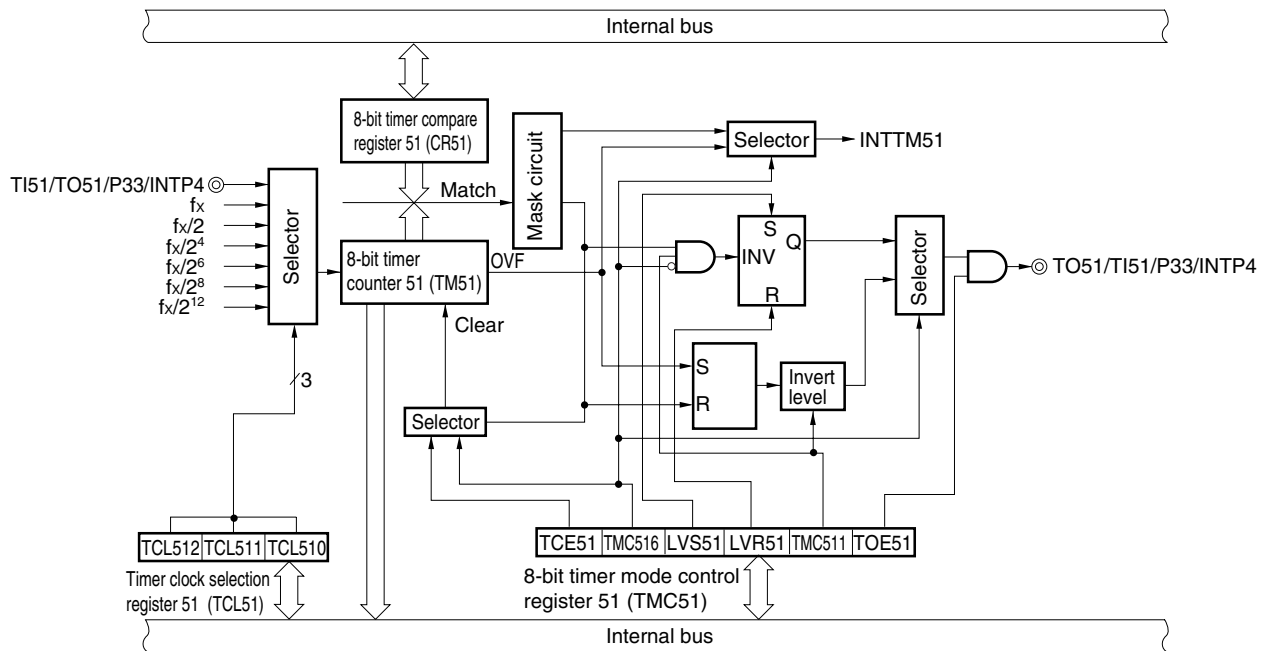 Internal bus
8-bit timer compare
register 51 (CR51)
Mask circuit
Selector
INTTM51
TI51/TO51/P33/INTP4
fX
fX/2
fX/2⁴
fX/2⁶
fX/2⁸
fX/2¹²
Selector
Match
8-bit timer
counter 51 (TM51)
OVF
Clear
S
INV
Q
R
Selector
TO51/TI51/P33/INTP4
3
Selector
S
R
Invert
level
TCL512 TCL511 TCL510
Timer clock selection
register 51 (TCL51)
TCE51 TMC516 LVS51 LVR51 TMC511 TOE51
8-bit timer mode control
register 51 (TMC51)
Internal bus